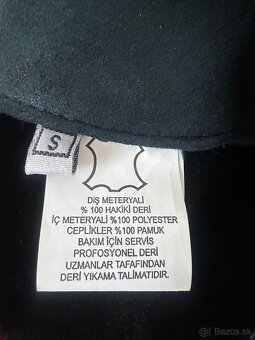 S
DIŞ METERYALİ
% 100 HAKİKİ DERİ
İÇ METERYALİ %100 POLYESTER
CEPLİKLER %100 PAMUK
BAKIM İÇİN SERVİS
PROFOSYONEL DERİ
UZMANLAR TAFAFINDAN
DERİ YIKAMA TALİMATIDIR.
Bazos.sk